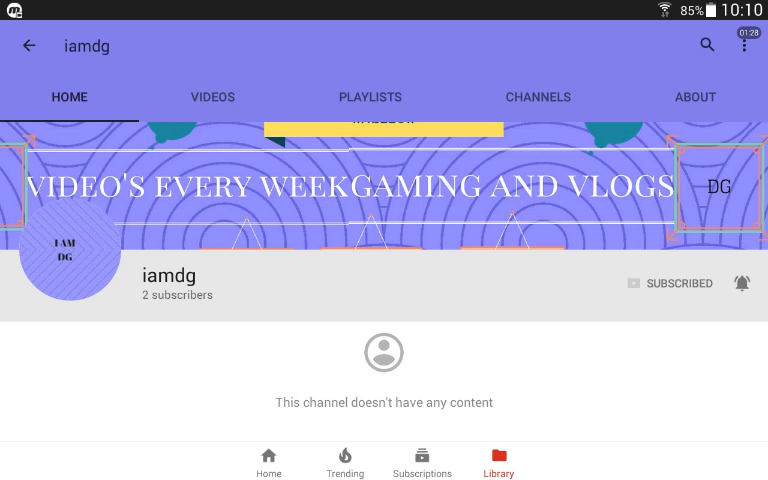 85% 10:10
iamdg
01:28
HOME VIDEOS PLAYLISTS CHANNELS ABOUT
VIDEO'S EVERY WEEKGAMING AND VLOGS
DG
I AM
DG
iamdg
2 subscribers
SUBSCRIBED
This channel doesn't have any content
Home Trending Subscriptions Library